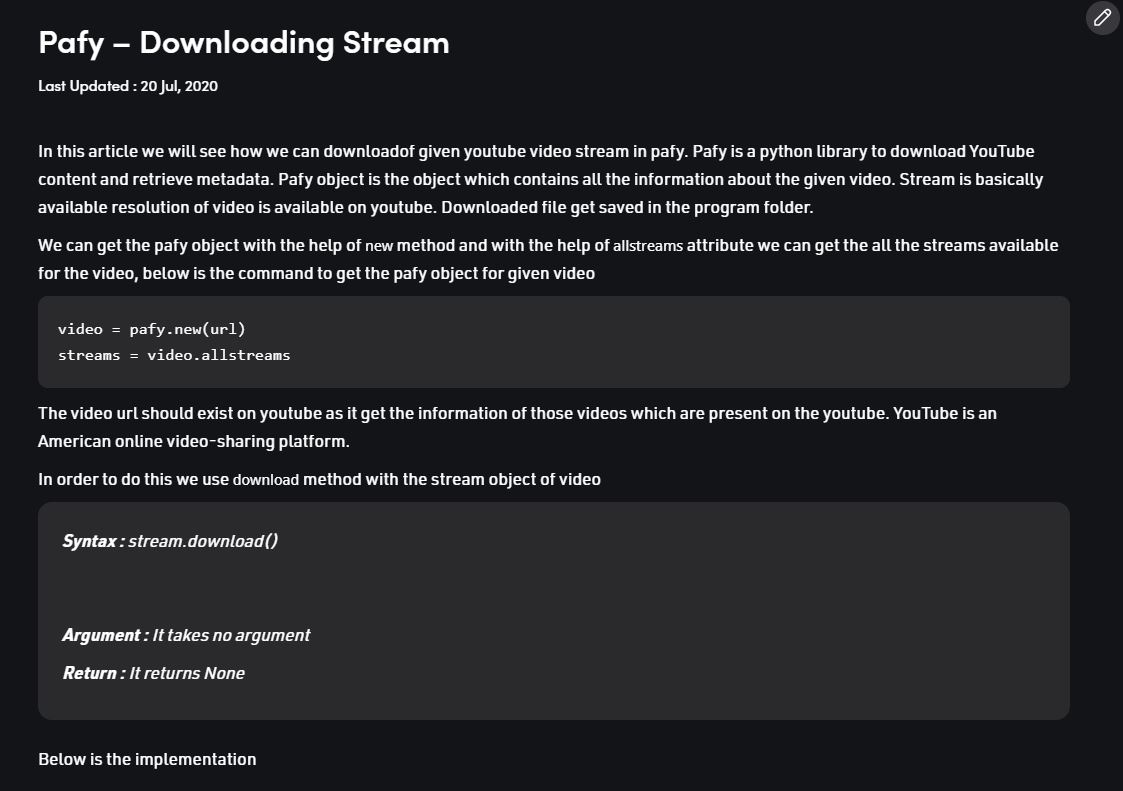 Pafy – Downloading Stream
Last Updated : 20 Jul, 2020
In this article we will see how we can downloadof given youtube video stream in pafy. Pafy is a python library to download YouTube
content and retrieve metadata. Pafy object is the object which contains all the information about the given video. Stream is basically
available resolution of video is available on youtube. Downloaded file get saved in the program folder.
We can get the pafy object with the help of new method and with the help of allstreams attribute we can get the all the streams available
for the video, below is the command to get the pafy object for given video
video = pafy.new(url)
streams = video.allstreams
The video url should exist on youtube as it get the information of those videos which are present on the youtube. YouTube is an
American online video-sharing platform.
In order to do this we use download method with the stream object of video
Syntax : stream.download()
Argument : It takes no argument
Return : It returns None
Below is the implementation